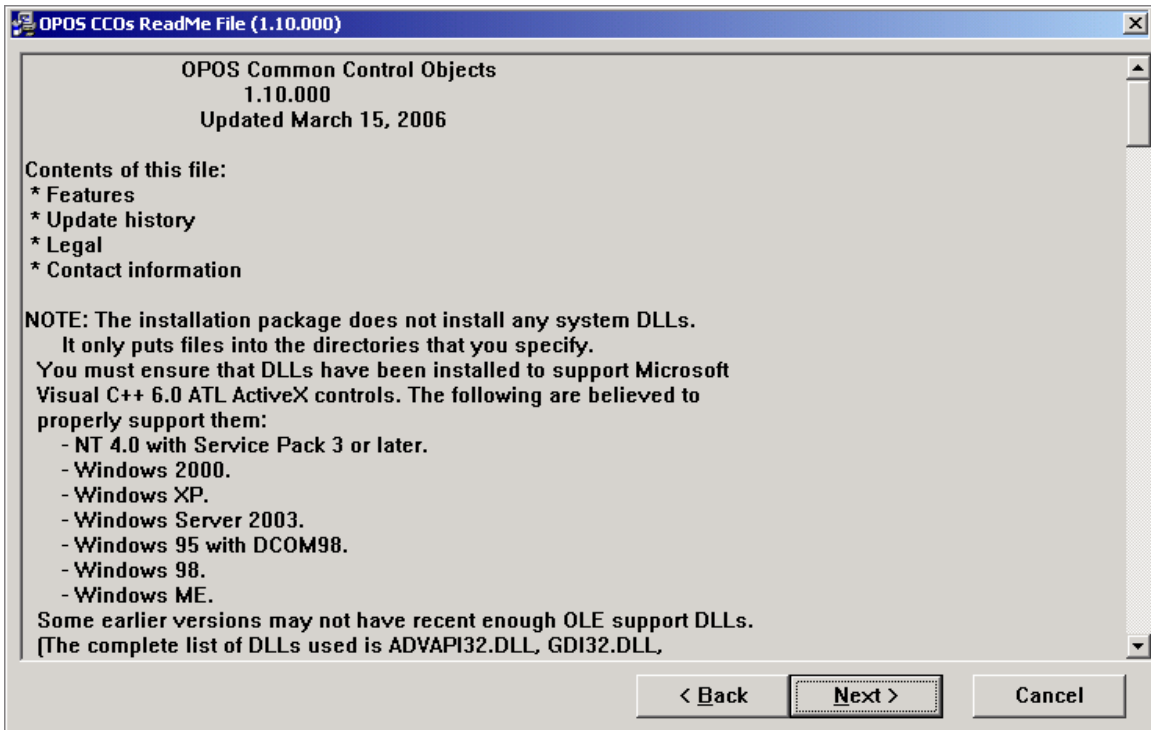 OPOS CCOs ReadMe File (1.10.000)
OPOS Common Control Objects
1.10.000
Updated March 15, 2006
Contents of this file:
* Features
* Update history
* Legal
* Contact information
NOTE: The installation package does not install any system DLLs.
It only puts files into the directories that you specify.
You must ensure that DLLs have been installed to support Microsoft
Visual C++ 6.0 ATL ActiveX controls. The following are believed to
properly support them:
- NT 4.0 with Service Pack 3 or later.
- Windows 2000.
- Windows XP.
- Windows Server 2003.
- Windows 95 with DCOM98.
- Windows 98.
- Windows ME.
Some earlier versions may not have recent enough OLE support DLLs.
(The complete list of DLLs used is ADVAPI32.DLL, GDI32.DLL,
< Back Next > Cancel